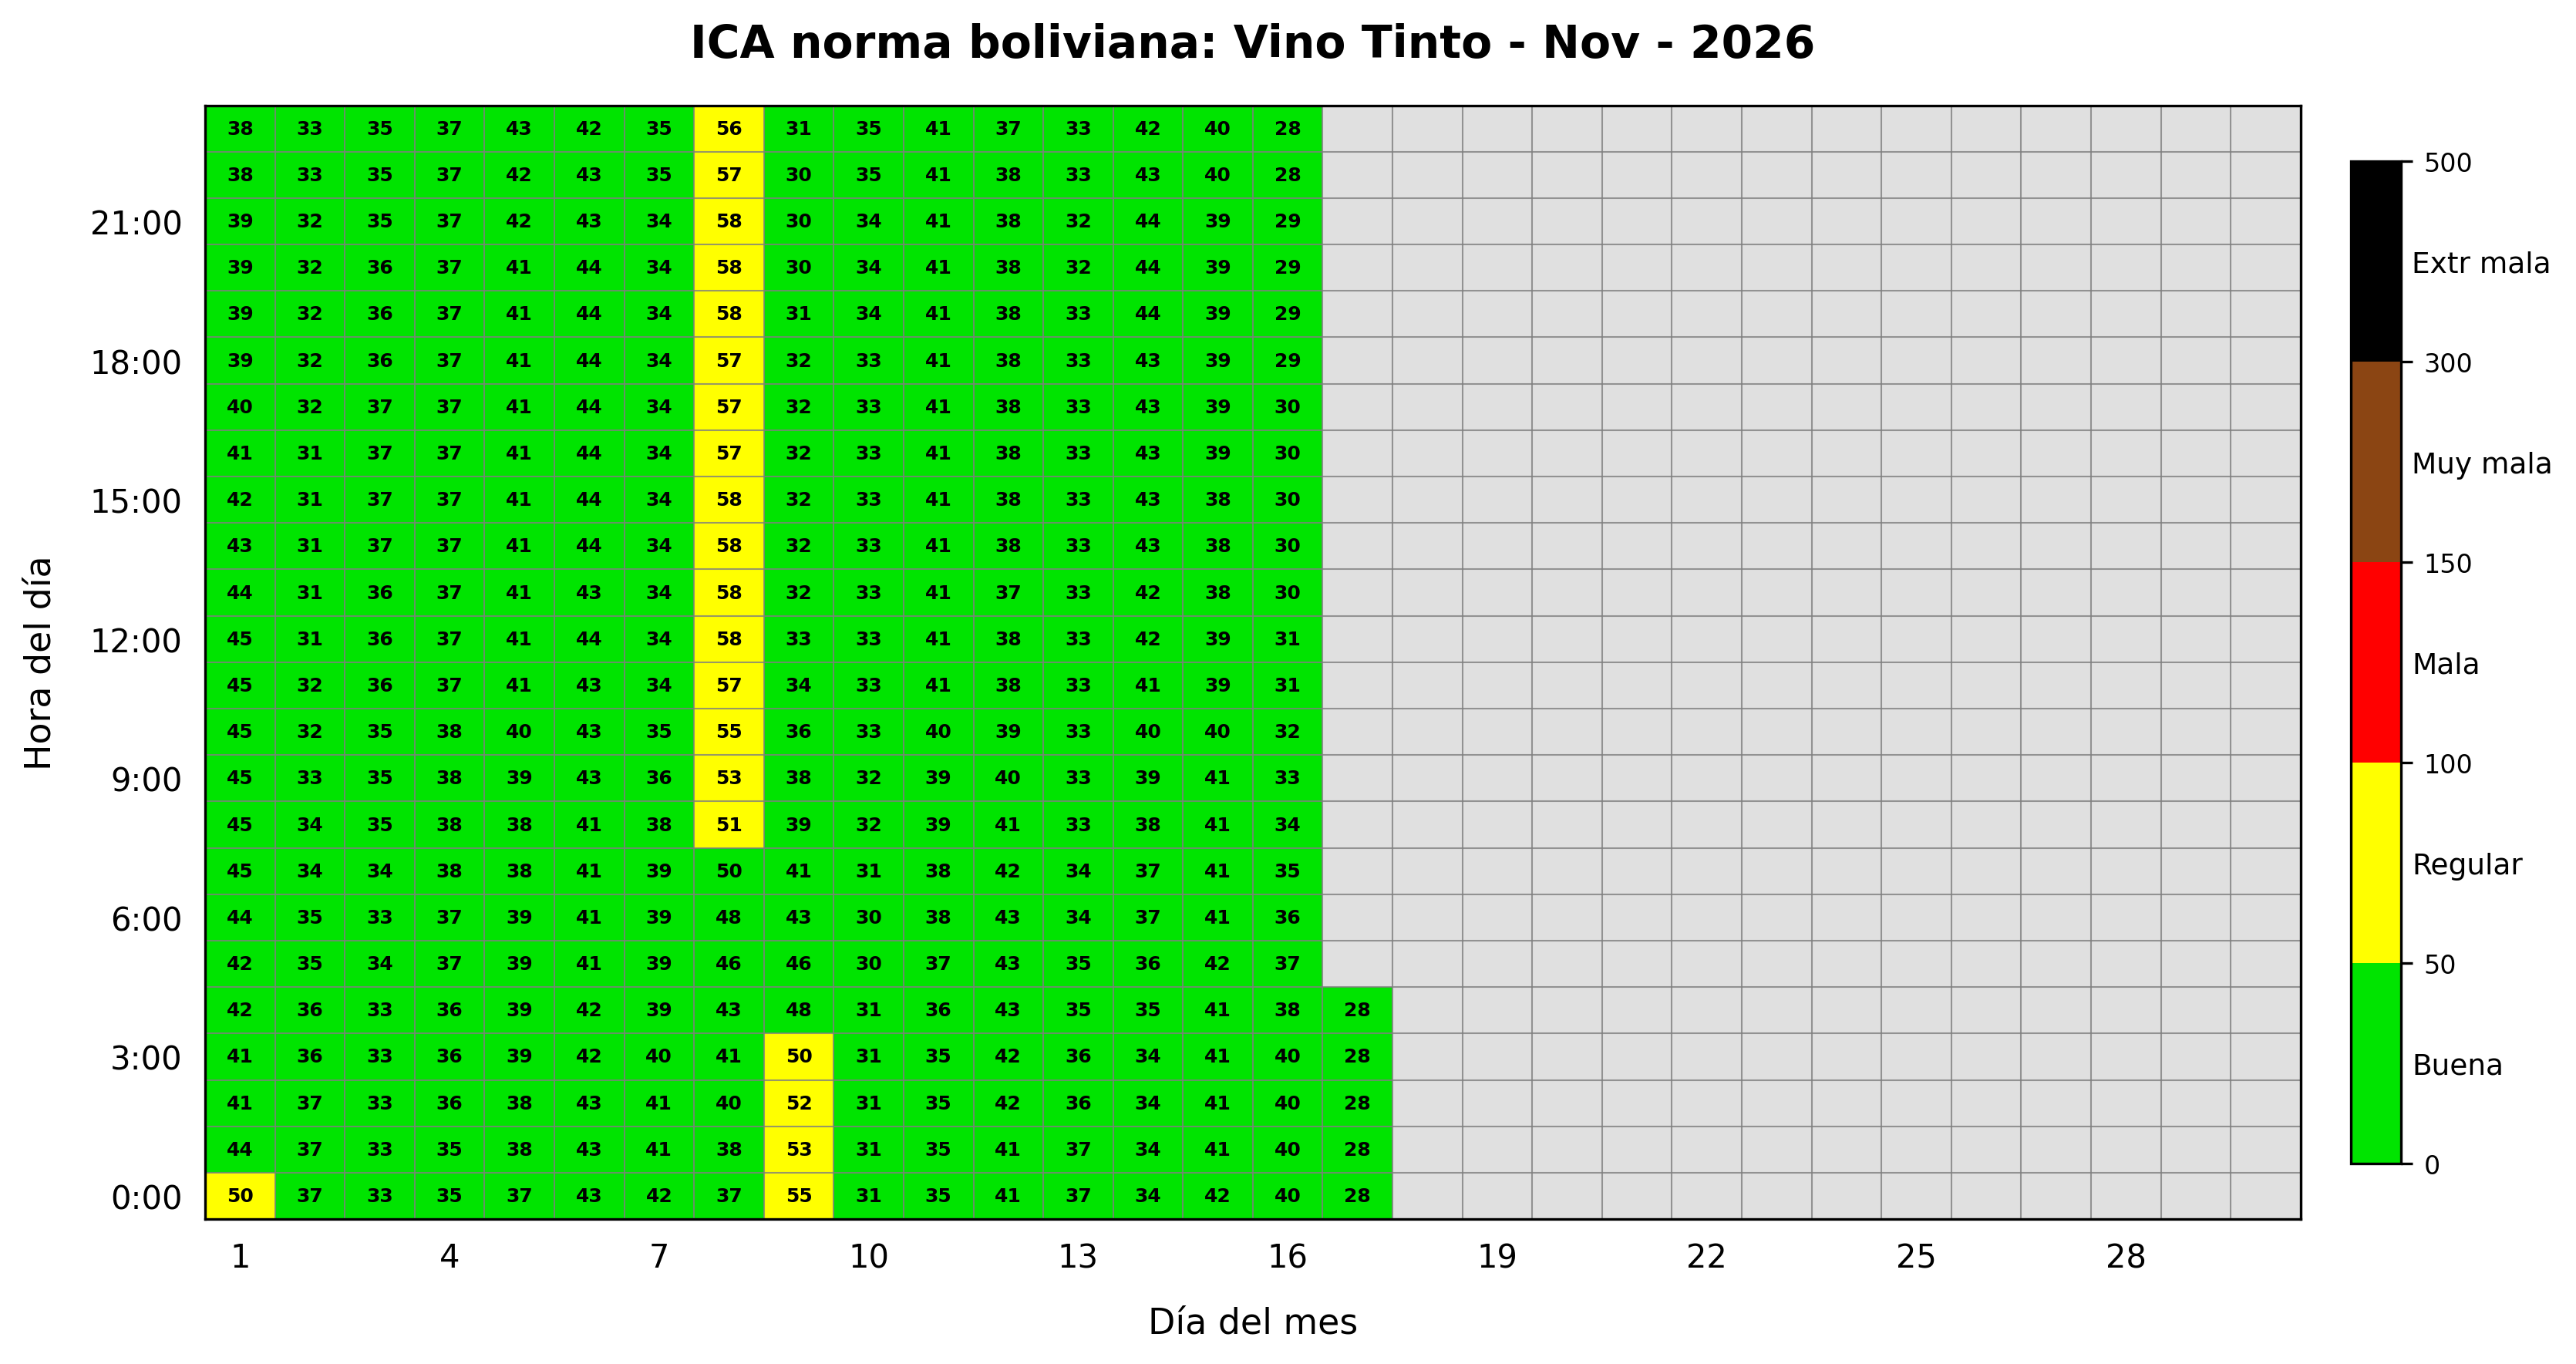 ICA norma boliviana: Vino Tinto - Nov - 2026
38 33 35 37 43 42 35 56 31 35 41 37 33 42 40 28
38 33 35 37 42 43 35 57 30 35 41 38 33 43 40 28
21:00 39 32 35 37 42 43 34 58 30 34 41 38 32 44 39 29
39 32 36 37 41 44 34 58 30 34 41 38 32 44 39 29
39 32 36 37 41 44 34 58 31 34 41 38 33 44 39 29
18:00 39 32 36 37 41 44 34 57 32 33 41 38 33 43 39 29
40 32 37 37 41 44 34 57 32 33 41 38 33 43 39 30
41 31 37 37 41 44 34 57 32 33 41 38 33 43 39 30
15:00 42 31 37 37 41 44 34 58 32 33 41 38 33 43 38 30
43 31 37 37 41 44 34 58 32 33 41 38 33 43 38 30
44 31 36 37 41 43 34 58 32 33 41 37 33 42 38 30
12:00 45 31 36 37 41 44 34 58 33 33 41 38 33 42 39 31
45 32 36 37 41 43 34 57 34 33 41 38 33 41 39 31
45 32 35 38 40 43 35 55 36 33 40 39 33 40 40 32
9:00 45 33 35 38 39 43 36 53 38 32 39 40 33 39 41 33
45 34 35 38 38 41 38 51 39 32 39 41 33 38 41 34
45 34 34 38 38 41 39 50 41 31 38 42 34 37 41 35
6:00 44 35 33 37 39 41 39 48 43 30 38 43 34 37 41 36
42 35 34 37 39 41 39 46 46 30 37 43 35 36 42 37
42 36 33 36 39 42 39 43 48 31 36 43 35 35 41 38 28
3:00 41 36 33 36 39 42 40 41 50 31 35 42 36 34 41 40 28
41 37 33 36 38 43 41 40 52 31 35 42 36 34 41 40 28
44 37 33 35 38 43 41 38 53 31 35 41 37 34 41 40 28
0:00 50 37 33 35 37 43 42 37 55 31 35 41 37 34 42 40 28
1 4 7 10 13 16 19 22 25 28
Día del mes
Hora del día
500
Extr mala
300
Muy mala
150
Mala
100
Regular
50
Buena
0